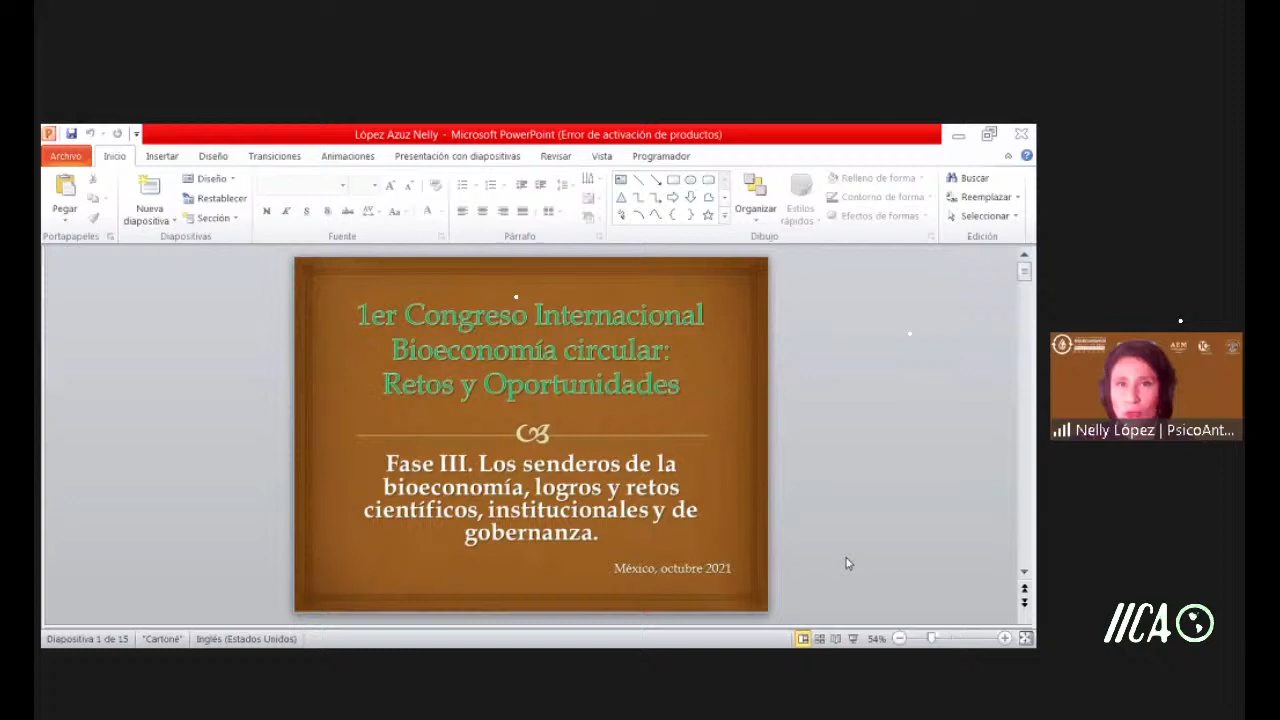 López Azuz Nelly - Microsoft PowerPoint (Error de activación de productos)
Archivo Inicio Insertar Diseño Transiciones Animaciones Presentación con diapositivas Revisar Vista Programador
Pegar
Portapapeles
Nueva diapositiva
Diseño
Restablecer
Sección
Diapositivas
Fuente
Párrafo
Organizar
Estilos rápidos
Relleno de forma
Contorno de forma
Efectos de formas
Dibujo
Buscar
Reemplazar
Seleccionar
Edición
1er Congreso Internacional
Bioeconomía circular:
Retos y Oportunidades
Fase III. Los senderos de la
bioeconomía, logros y retos
científicos, institucionales y de
gobernanza.
México, octubre 2021
AEM
Nelly López | PsicoAnt...
IICA
Diapositiva 1 de 15 "Cartoné" Inglés (Estados Unidos) 54%